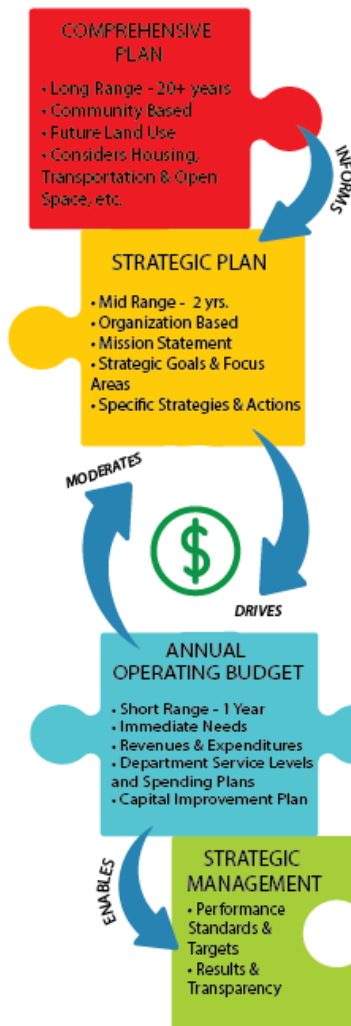 COMPREHENSIVE
PLAN
• Long Range - 20+ years
• Community Based
• Future Land Use
• Considers Housing,
Transportation & Open
Space, etc.
INFORMS
STRATEGIC PLAN
• Mid Range - 2 yrs.
• Organization Based
• Mission Statement
• Strategic Goals & Focus
Areas
• Specific Strategies & Actions
MODERATES
$
DRIVES
ANNUAL
OPERATING BUDGET
• Short Range - 1 Year
• Immediate Needs
• Revenues & Expenditures
• Department Service Levels
and Spending Plans
• Capital Improvement Plan
ENABLES
STRATEGIC
MANAGEMENT
• Performance
Standards &
Targets
• Results &
Transparency